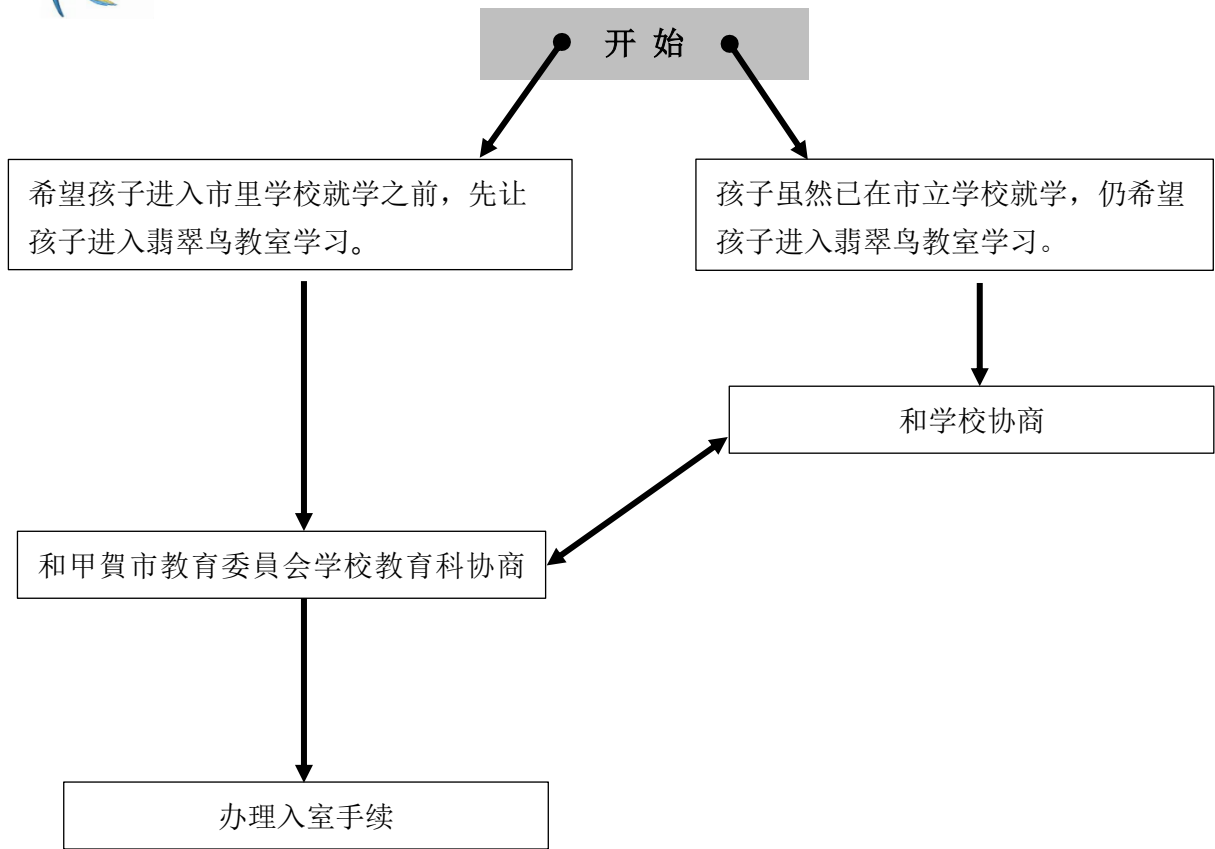 开 始
希望孩子进入市里学校就学之前，先让
孩子进入翡翠鸟教室学习。
孩子虽然已在市立学校就学，仍希望
孩子进入翡翠鸟教室学习。
和学校协商
和甲賀市教育委員会学校教育科协商
办理入室手续